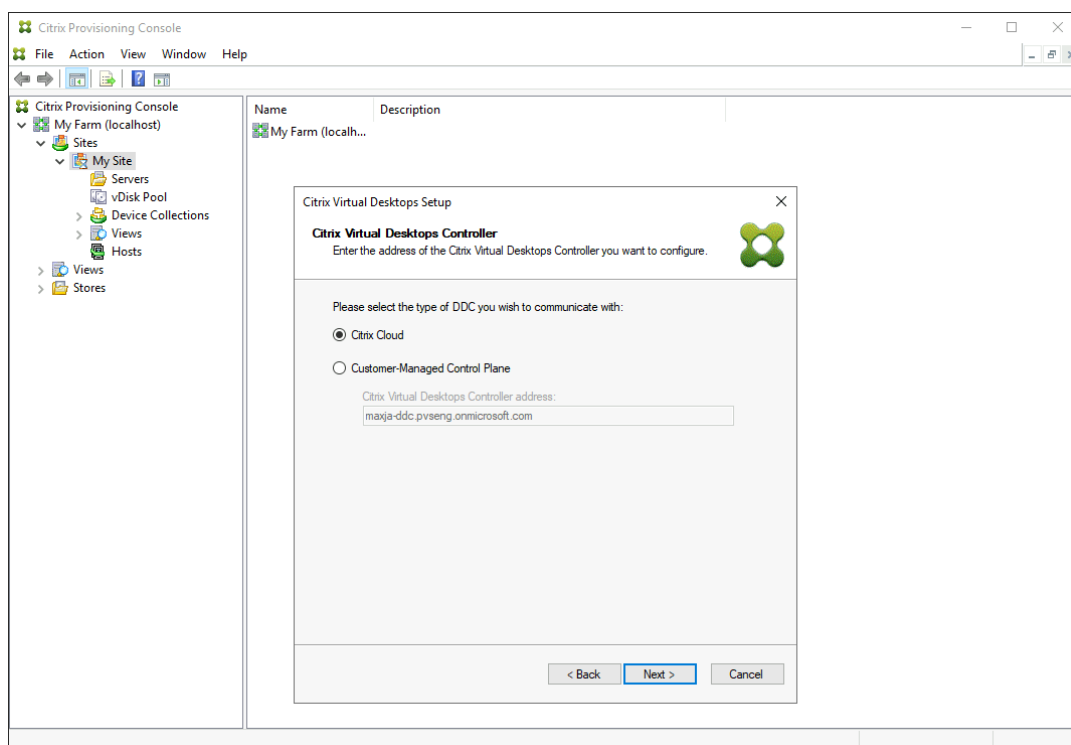 Citrix Provisioning Console
File Action View Window Help
Citrix Provisioning Console
My Farm (localhost)
Sites
My Site
Servers
vDisk Pool
Device Collections
Views
Hosts
Views
Stores
Name Description
My Farm (localh...
Citrix Virtual Desktops Setup
Citrix Virtual Desktops Controller
Enter the address of the Citrix Virtual Desktops Controller you want to configure.
Please select the type of DDC you wish to communicate with:
Citrix Cloud
Customer-Managed Control Plane
Citrix Virtual Desktops Controller address:
maxja-ddc.pvseng.onmicrosoft.com
< Back Next > Cancel